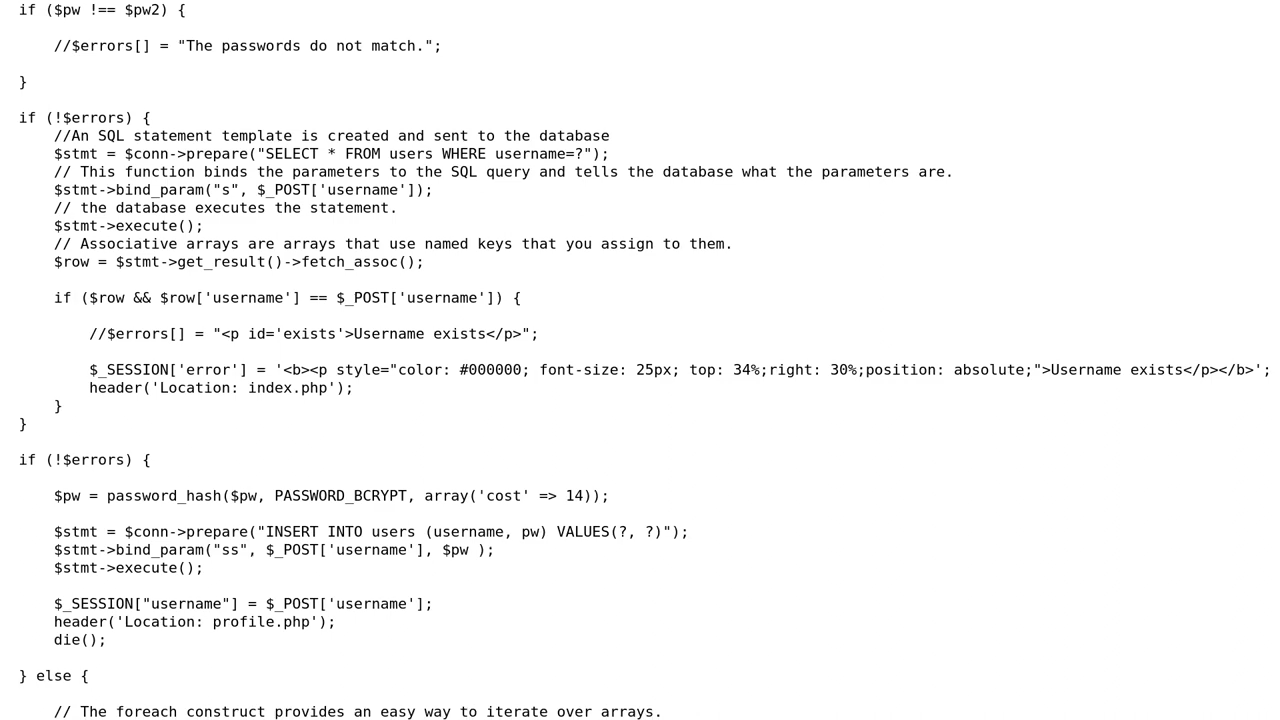 if ($pw !== $pw2) {
//$errors[] = "The passwords do not match.";
}
if (!$errors) {
//An SQL statement template is created and sent to the database
$stmt = $conn->prepare("SELECT * FROM users WHERE username=?");
// This function binds the parameters to the SQL query and tells the database what the parameters are.
$stmt->bind_param("s", $_POST['username']);
// the database executes the statement.
$stmt->execute();
// Associative arrays are arrays that use named keys that you assign to them.
$row = $stmt->get_result()->fetch_assoc();
if ($row && $row['username'] == $_POST['username']) {
//$errors[] = "<p id='exists'>Username exists</p>";
$_SESSION['error'] = '<b><p style="color: #000000; font-size: 25px; top: 34%;right: 30%;position: absolute;">Username exists</p></b>';
header('Location: index.php');
}
}
if (!$errors) {
$pw = password_hash($pw, PASSWORD_BCRYPT, array('cost' => 14));
$stmt = $conn->prepare("INSERT INTO users (username, pw) VALUES(?, ?)");
$stmt->bind_param("ss", $_POST['username'], $pw );
$stmt->execute();
$_SESSION["username"] = $_POST['username'];
header('Location: profile.php');
die();
} else {
// The foreach construct provides an easy way to iterate over arrays.